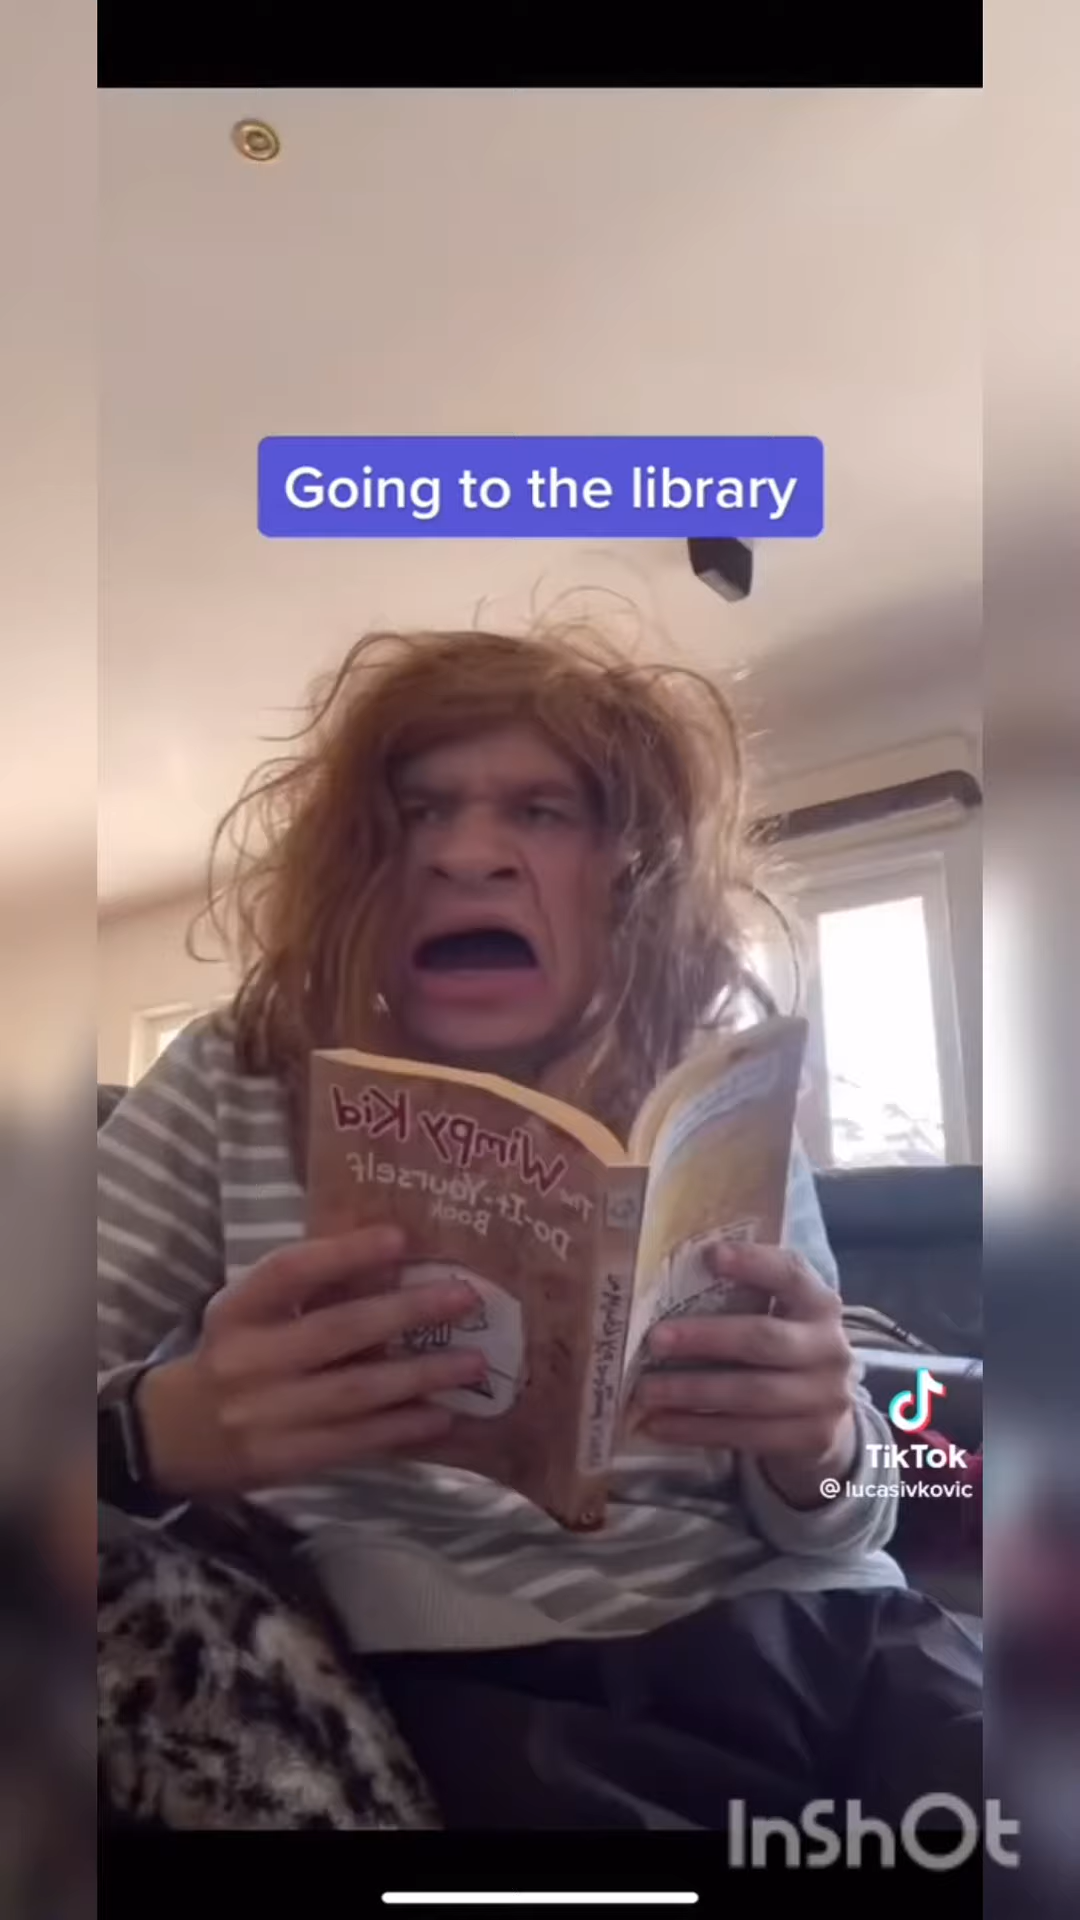 Going to the library
Wimpy Kid
The
Do-It-Yourself
Book
TikTok
@lucasivkovic
InShOt